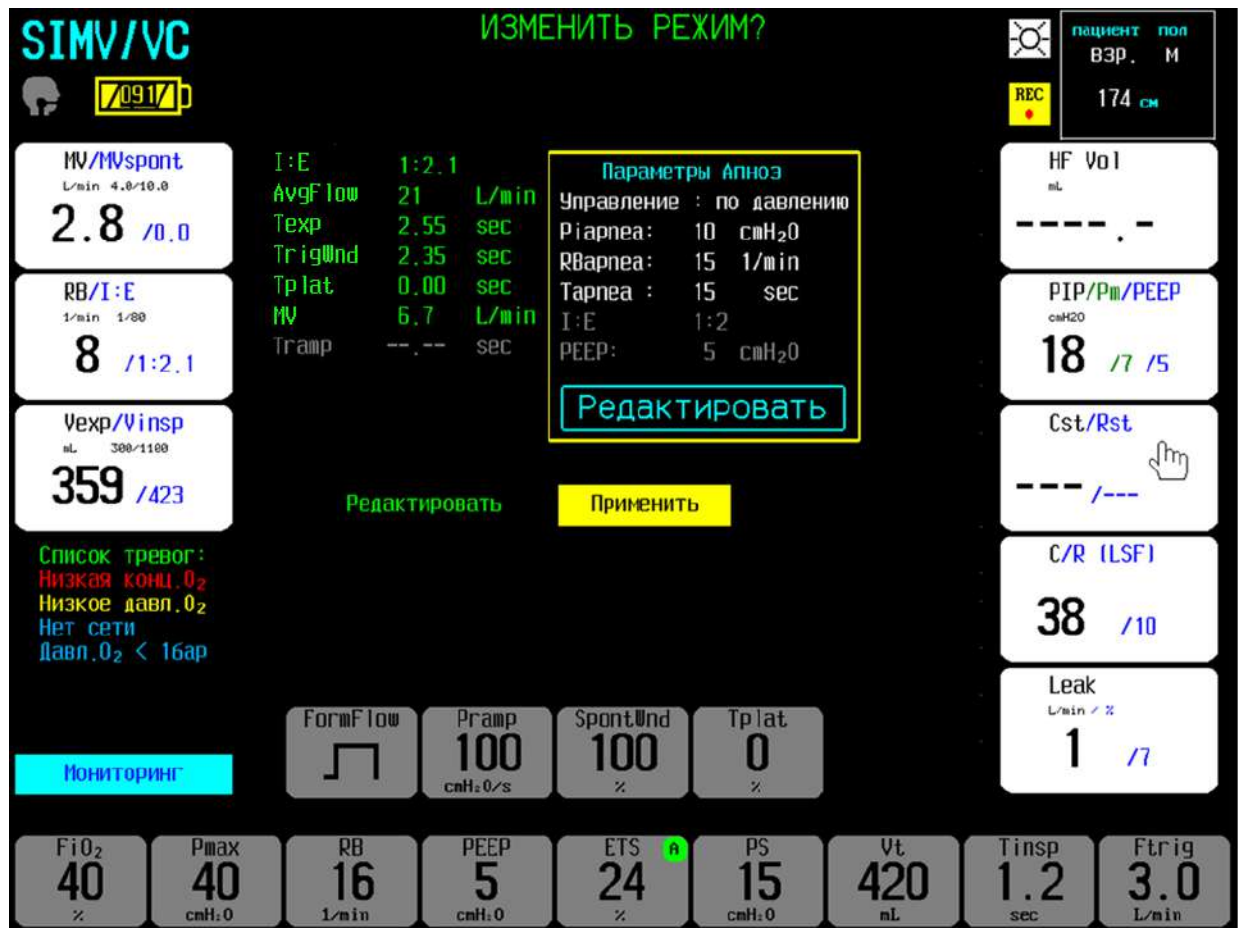 SIMV/VC
ИЗМЕНИТЬ РЕЖИМ?
пациент пол
ВЗР. М
174 см
091
REC
MV/MVspont
L/min 4.0/10.0
2.8 /0.0
RB/I:E
1/min 1/80
8 /1:2.1
Vexp/Vinsp
mL 300/1100
359 /423
Список тревог:
Низкая конц.O₂
Низкое давл.O₂
Нет сети
Давл.O₂ < 1бар
Мониторинг
I:E 1:2.1
AvgFlow 21 L/min
Texp 2.55 sec
TrigWnd 2.35 sec
Tplat 0.00 sec
MV 6.7 L/min
Tramp --.-- sec
Параметры Апноэ
Управление : по давлению
Piapnea: 10 cmH₂O
RBapnea: 15 1/min
Tapnea : 15 sec
I:E 1:2
PEEP: 5 cmH₂O
Редактировать
Редактировать
Применить
HF Vol
mL
----.-
PIP/Pm/PEEP
cmH2O
18 /7 /5
Cst/Rst
--- /---
C/R (LSF)
38 /10
Leak
L/min / %
1 /7
FormFlow
Pramp
100
cmH₂O/s
SpontWnd
100
%
Tplat
0
%
FiO₂
40
%
Pmax
40
cmH₂O
RB
16
1/min
PEEP
5
cmH₂O
ETS A
24
%
PS
15
cmH₂O
Vt
420
mL
Tinsp
1.2
sec
Ftrig
3.0
L/min